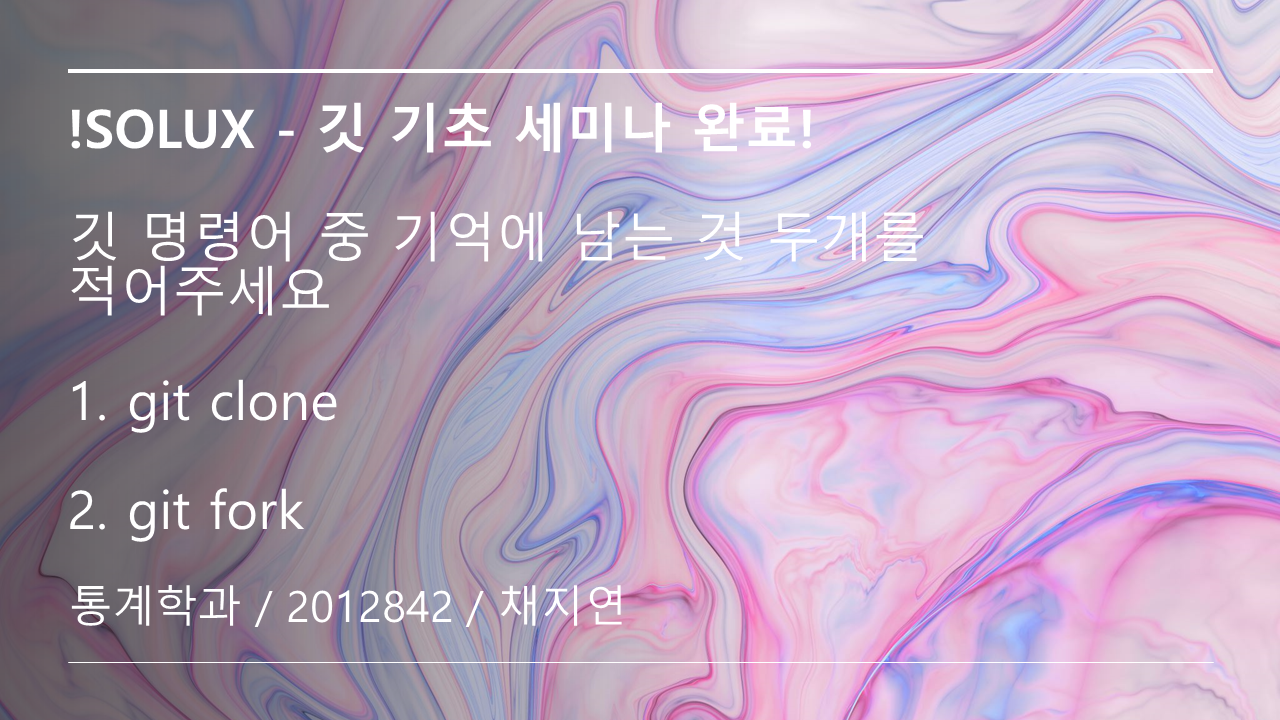 !SOLUX - 깃 기초 세미나 완료!
깃 명령어 중 기억에 남는 것 두개를
적어주세요
1. git clone
2. git fork
통계학과 / 2012842 / 채지연